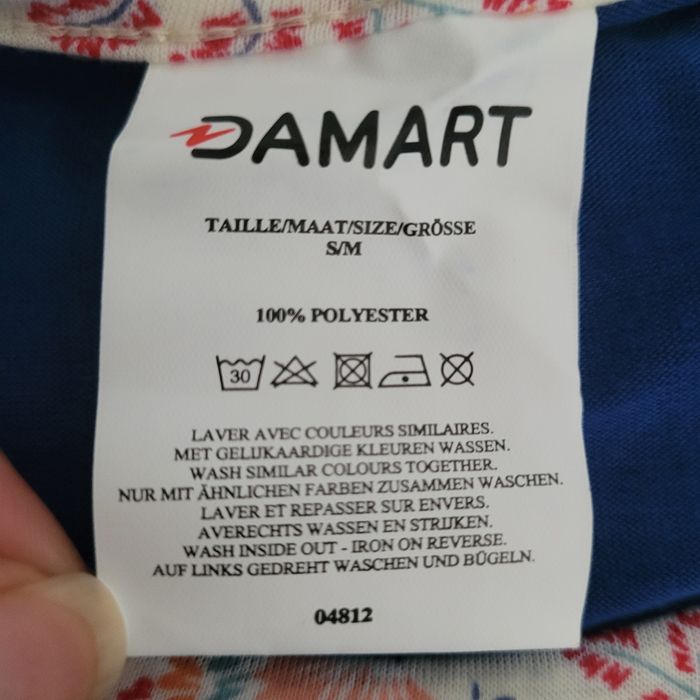 DAMART
TAILLE/MAAT/SIZE/GRÖSSE
S/M
100% POLYESTER
30
LAVER AVEC COULEURS SIMILAIRES.
MET GELIJKAARDIGE KLEUREN WASSEN.
WASH SIMILAR COLOURS TOGETHER.
NUR MIT ÄHNLICHEN FARBEN ZUSAMMEN WASCHEN.
LAVER ET REPASSER SUR ENVERS.
AVERECHTS WASSEN EN STRIJKEN.
WASH INSIDE OUT - IRON ON REVERSE.
AUF LINKS GEDREHT WASCHEN UND BÜGELN.
04812